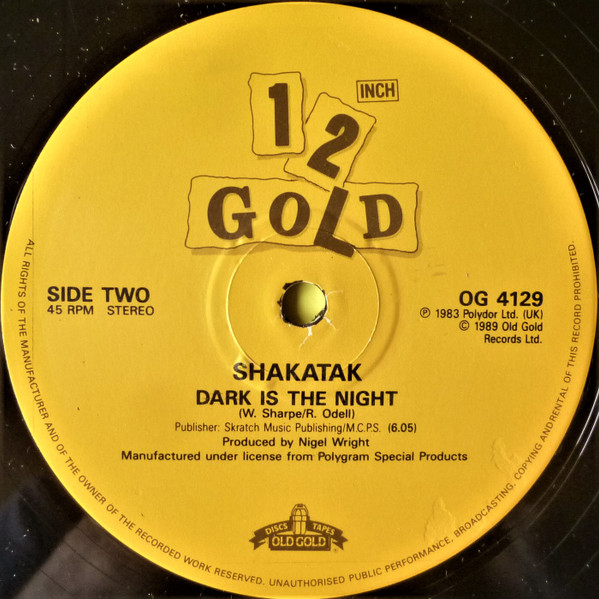 12
INCH
GOLD
SIDE TWO
45 RPM STEREO
OG 4129
℗ 1983 Polydor Ltd. (UK)
© 1989 Old Gold
Records Ltd.
SHAKATAK
DARK IS THE NIGHT
(W. Sharpe/R. Odell)
Publisher: Skratch Music Publishing/M.C.P.S. (6.05)
Produced by Nigel Wright
Manufactured under license from Polygram Special Products
DISCS TAPES
OLD GOLD
ALL RIGHTS OF THE MANUFACTURER AND OF THE OWNER OF THE RECORDED WORK RESERVED. UNAUTHORISED PUBLIC PERFORMANCE, BROADCASTING, COPYING ANDRENTAL OF THIS RECORD PROHIBITED.